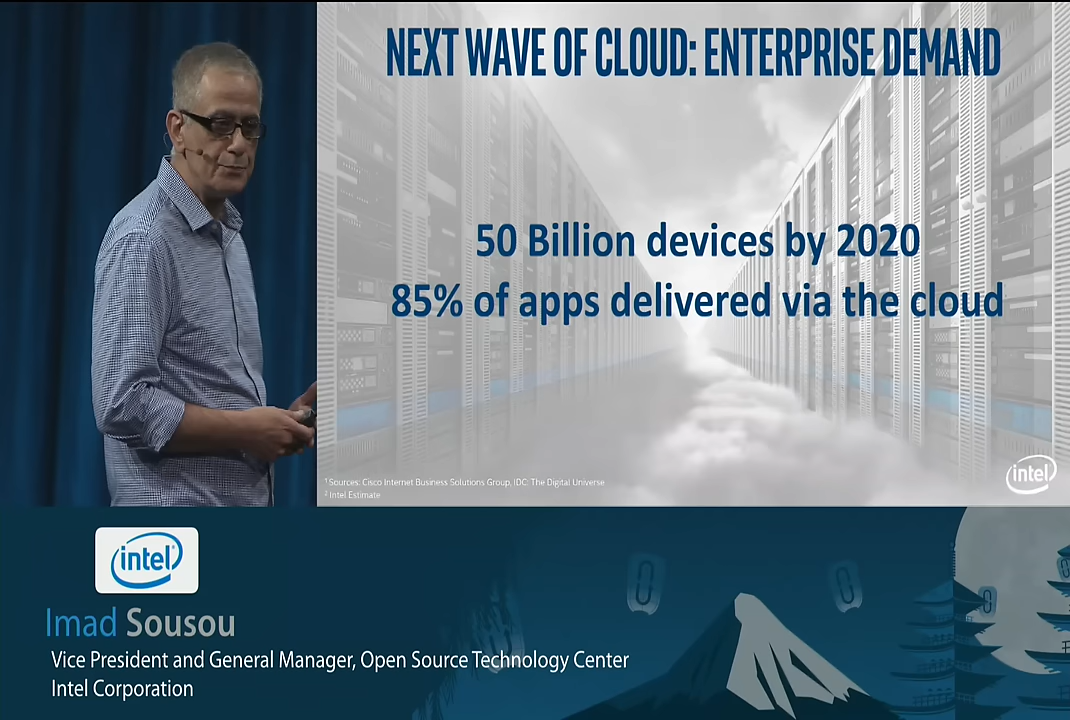 NEXT WAVE OF CLOUD: ENTERPRISE DEMAND
50 Billion devices by 2020
85% of apps delivered via the cloud
¹ Sources: Cisco Internet Business Solutions Group, IDC: The Digital Universe
² Intel Estimate
intel
intel
Imad Sousou
Vice President and General Manager, Open Source Technology Center
Intel Corporation